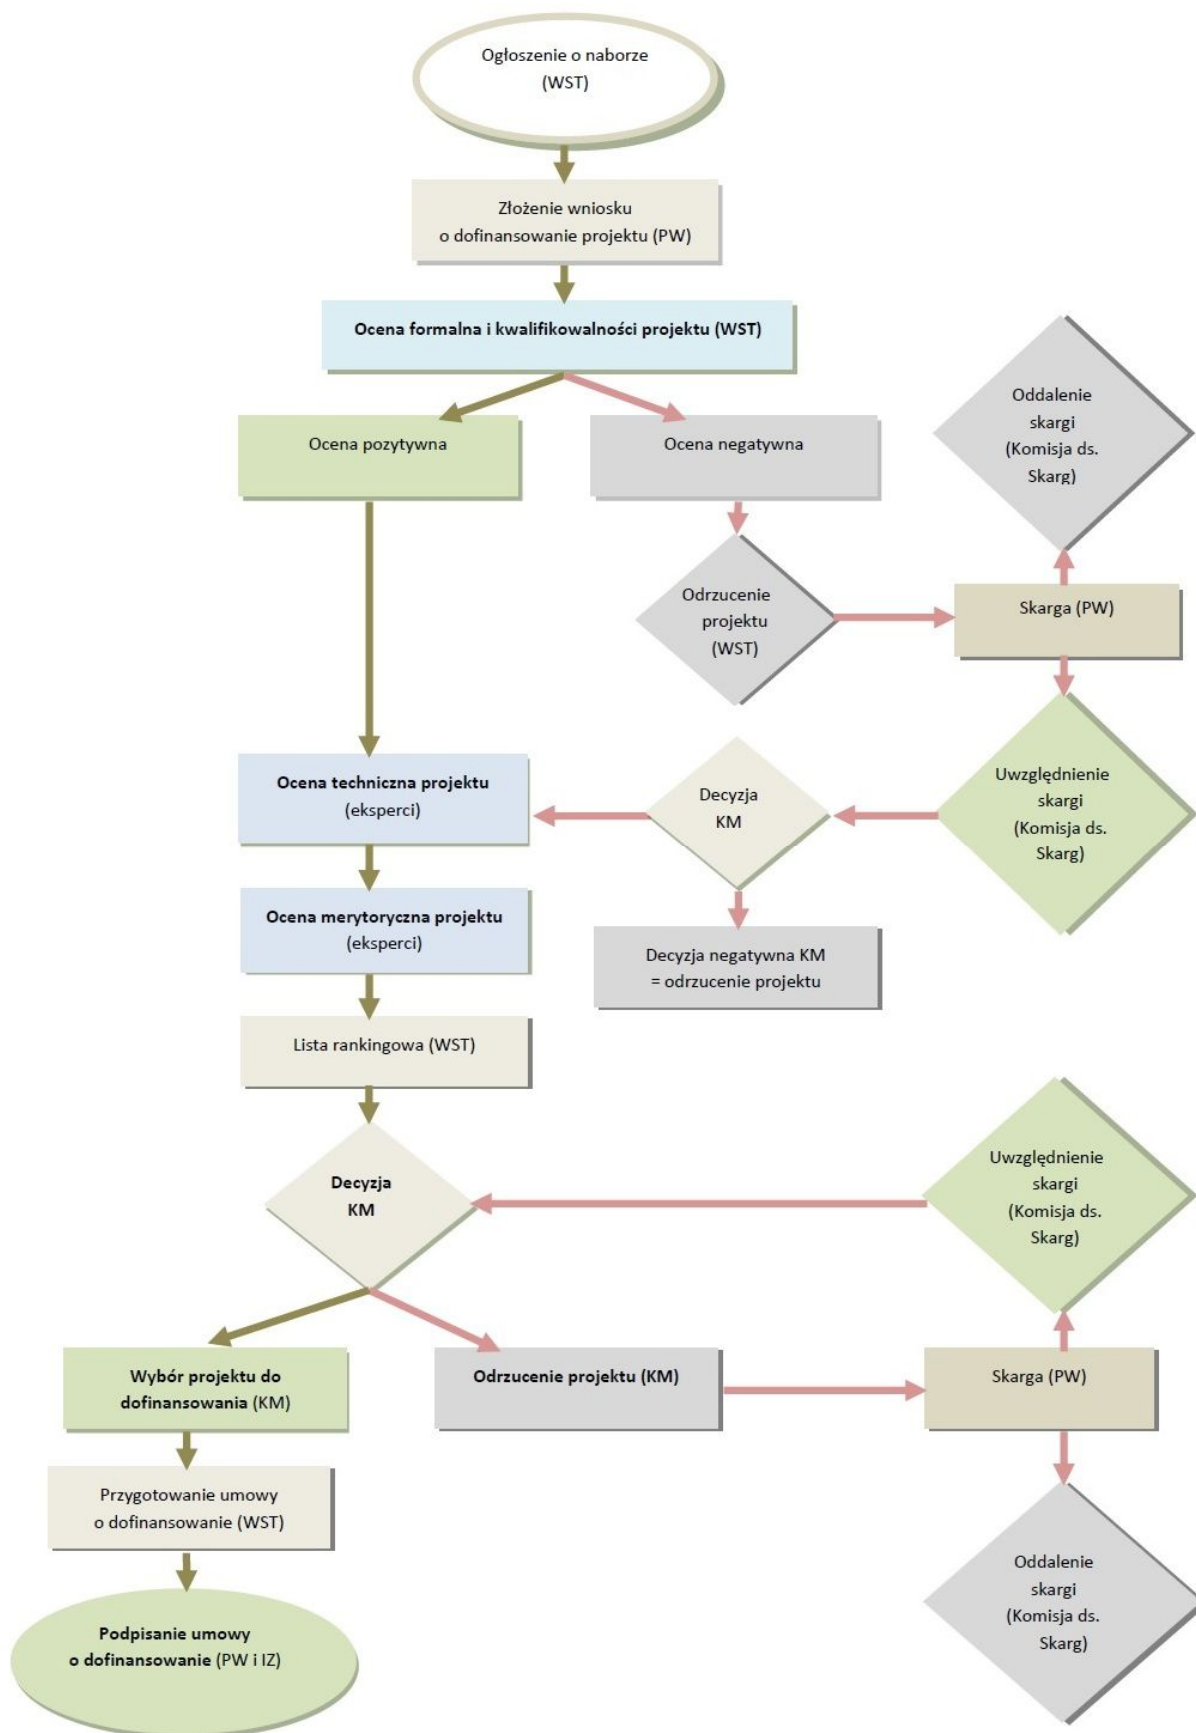 Ogłoszenie o naborze
(WST)
Złożenie wniosku
o dofinansowanie projektu (PW)
Ocena formalna i kwalifikowalności projektu (WST)
Ocena pozytywna
Ocena negatywna
Oddalenie
skargi
(Komisja ds.
Skarg)
Odrzucenie
projektu
(WST)
Skarga (PW)
Ocena techniczna projektu
(eksperci)
Decyzja
KM
Uwzględnienie
skargi
(Komisja ds.
Skarg)
Ocena merytoryczna projektu
(eksperci)
Decyzja negatywna KM
= odrzucenie projektu
Lista rankingowa (WST)
Decyzja
KM
Uwzględnienie
skargi
(Komisja ds.
Skarg)
Wybór projektu do
dofinansowania (KM)
Odrzucenie projektu (KM)
Skarga (PW)
Przygotowanie umowy
o dofinansowanie (WST)
Oddalenie
skargi
(Komisja ds.
Skarg)
Podpisanie umowy
o dofinansowanie (PW i IZ)